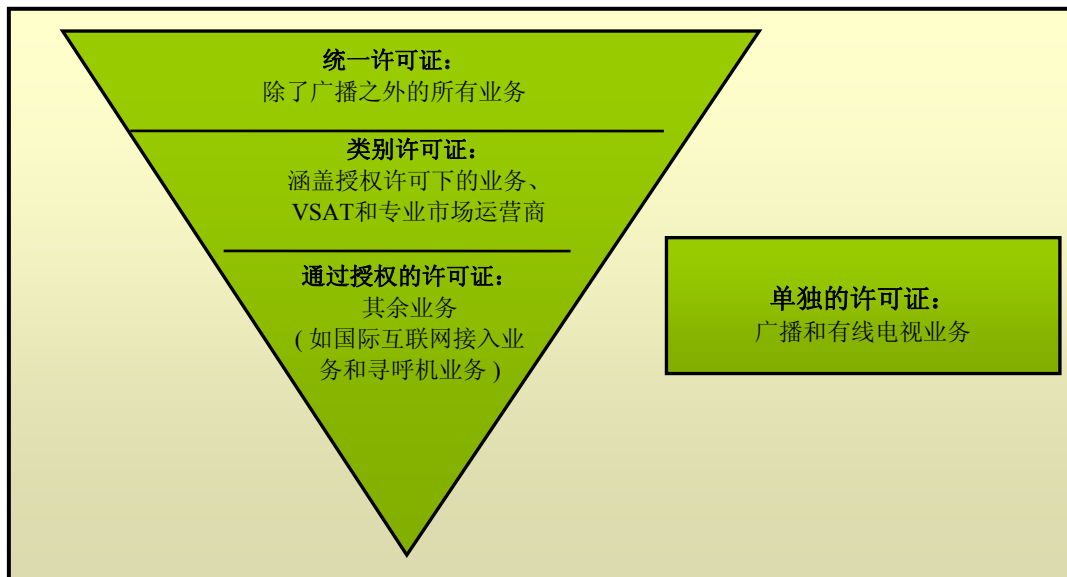 统一许可证：
除了广播之外的所有业务
类别许可证：
涵盖授权许可下的业务、
VSAT和专业市场运营商
通过授权的许可证：
其余业务
( 如国际互联网接入业
务和寻呼机业务 )
单独的许可证：
广播和有线电视业务